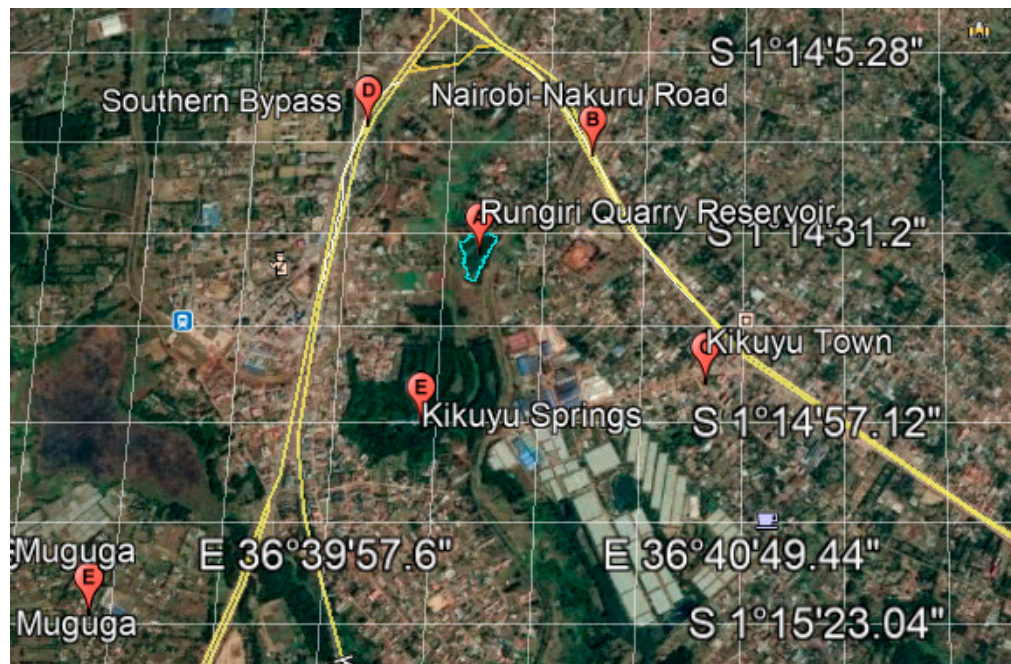 S 1°14'5.28"
D
Southern Bypass
Nairobi-Nakuru Road
B
Rungiri Quarry Reservoir
S 1°14'31.2"
Kikuyu Town
E
Kikuyu Springs
S 1°14'57.12"
Muguga
E 36°39'57.6"
E 36°40'49.44"
E
Muguga
S 1°15'23.04"